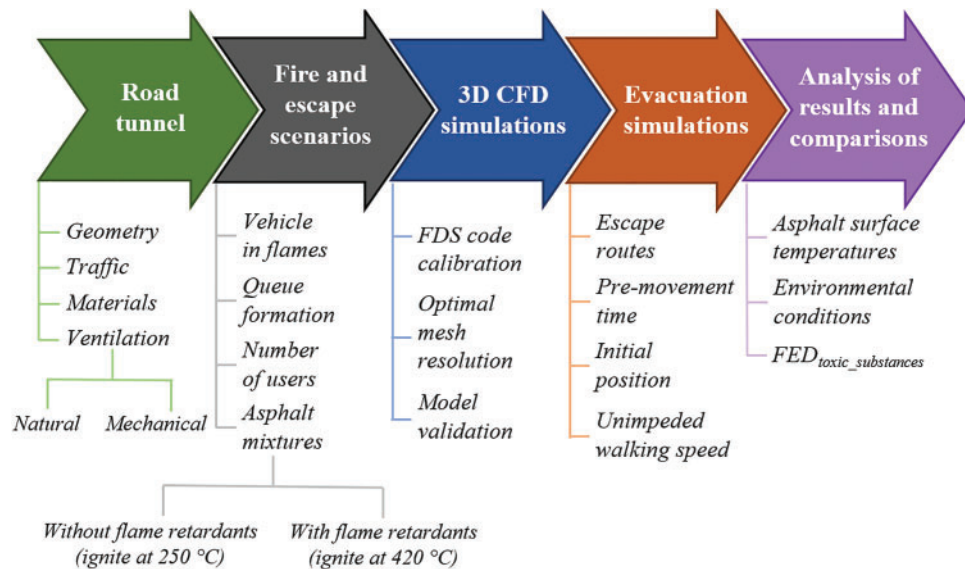 Road
tunnel
Fire and
escape
scenarios
3D CFD
simulations
Evacuation
simulations
Analysis of
results and
comparisons
Geometry
Traffic
Materials
Ventilation
Natural
Mechanical
Vehicle
in flames
Queue
formation
Number
of users
Asphalt
mixtures
Without flame retardants
(ignite at 250 °C)
With flame retardants
(ignite at 420 °C)
FDS code
calibration
Optimal
mesh
resolution
Model
validation
Escape
routes
Pre-movement
time
Initial
position
Unimpeded
walking speed
Asphalt surface
temperatures
Environmental
conditions
FEDtoxic_substances